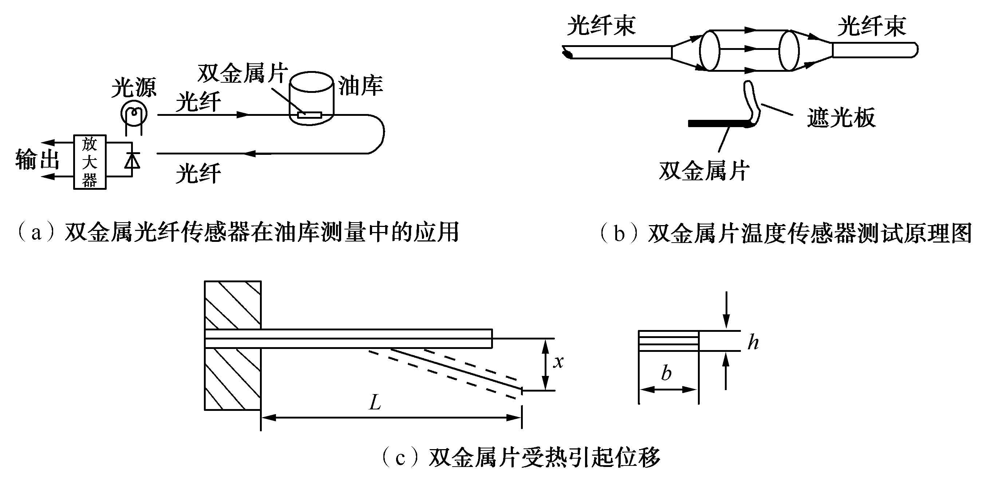 光纤束
光纤束
双金属片
油库
光源
光纤
遮光板
放大器
输出
光纤
双金属片
（a）双金属光纤传感器在油库测量中的应用
（b）双金属片温度传感器测试原理图
x
h
b
L
（c）双金属片受热引起位移